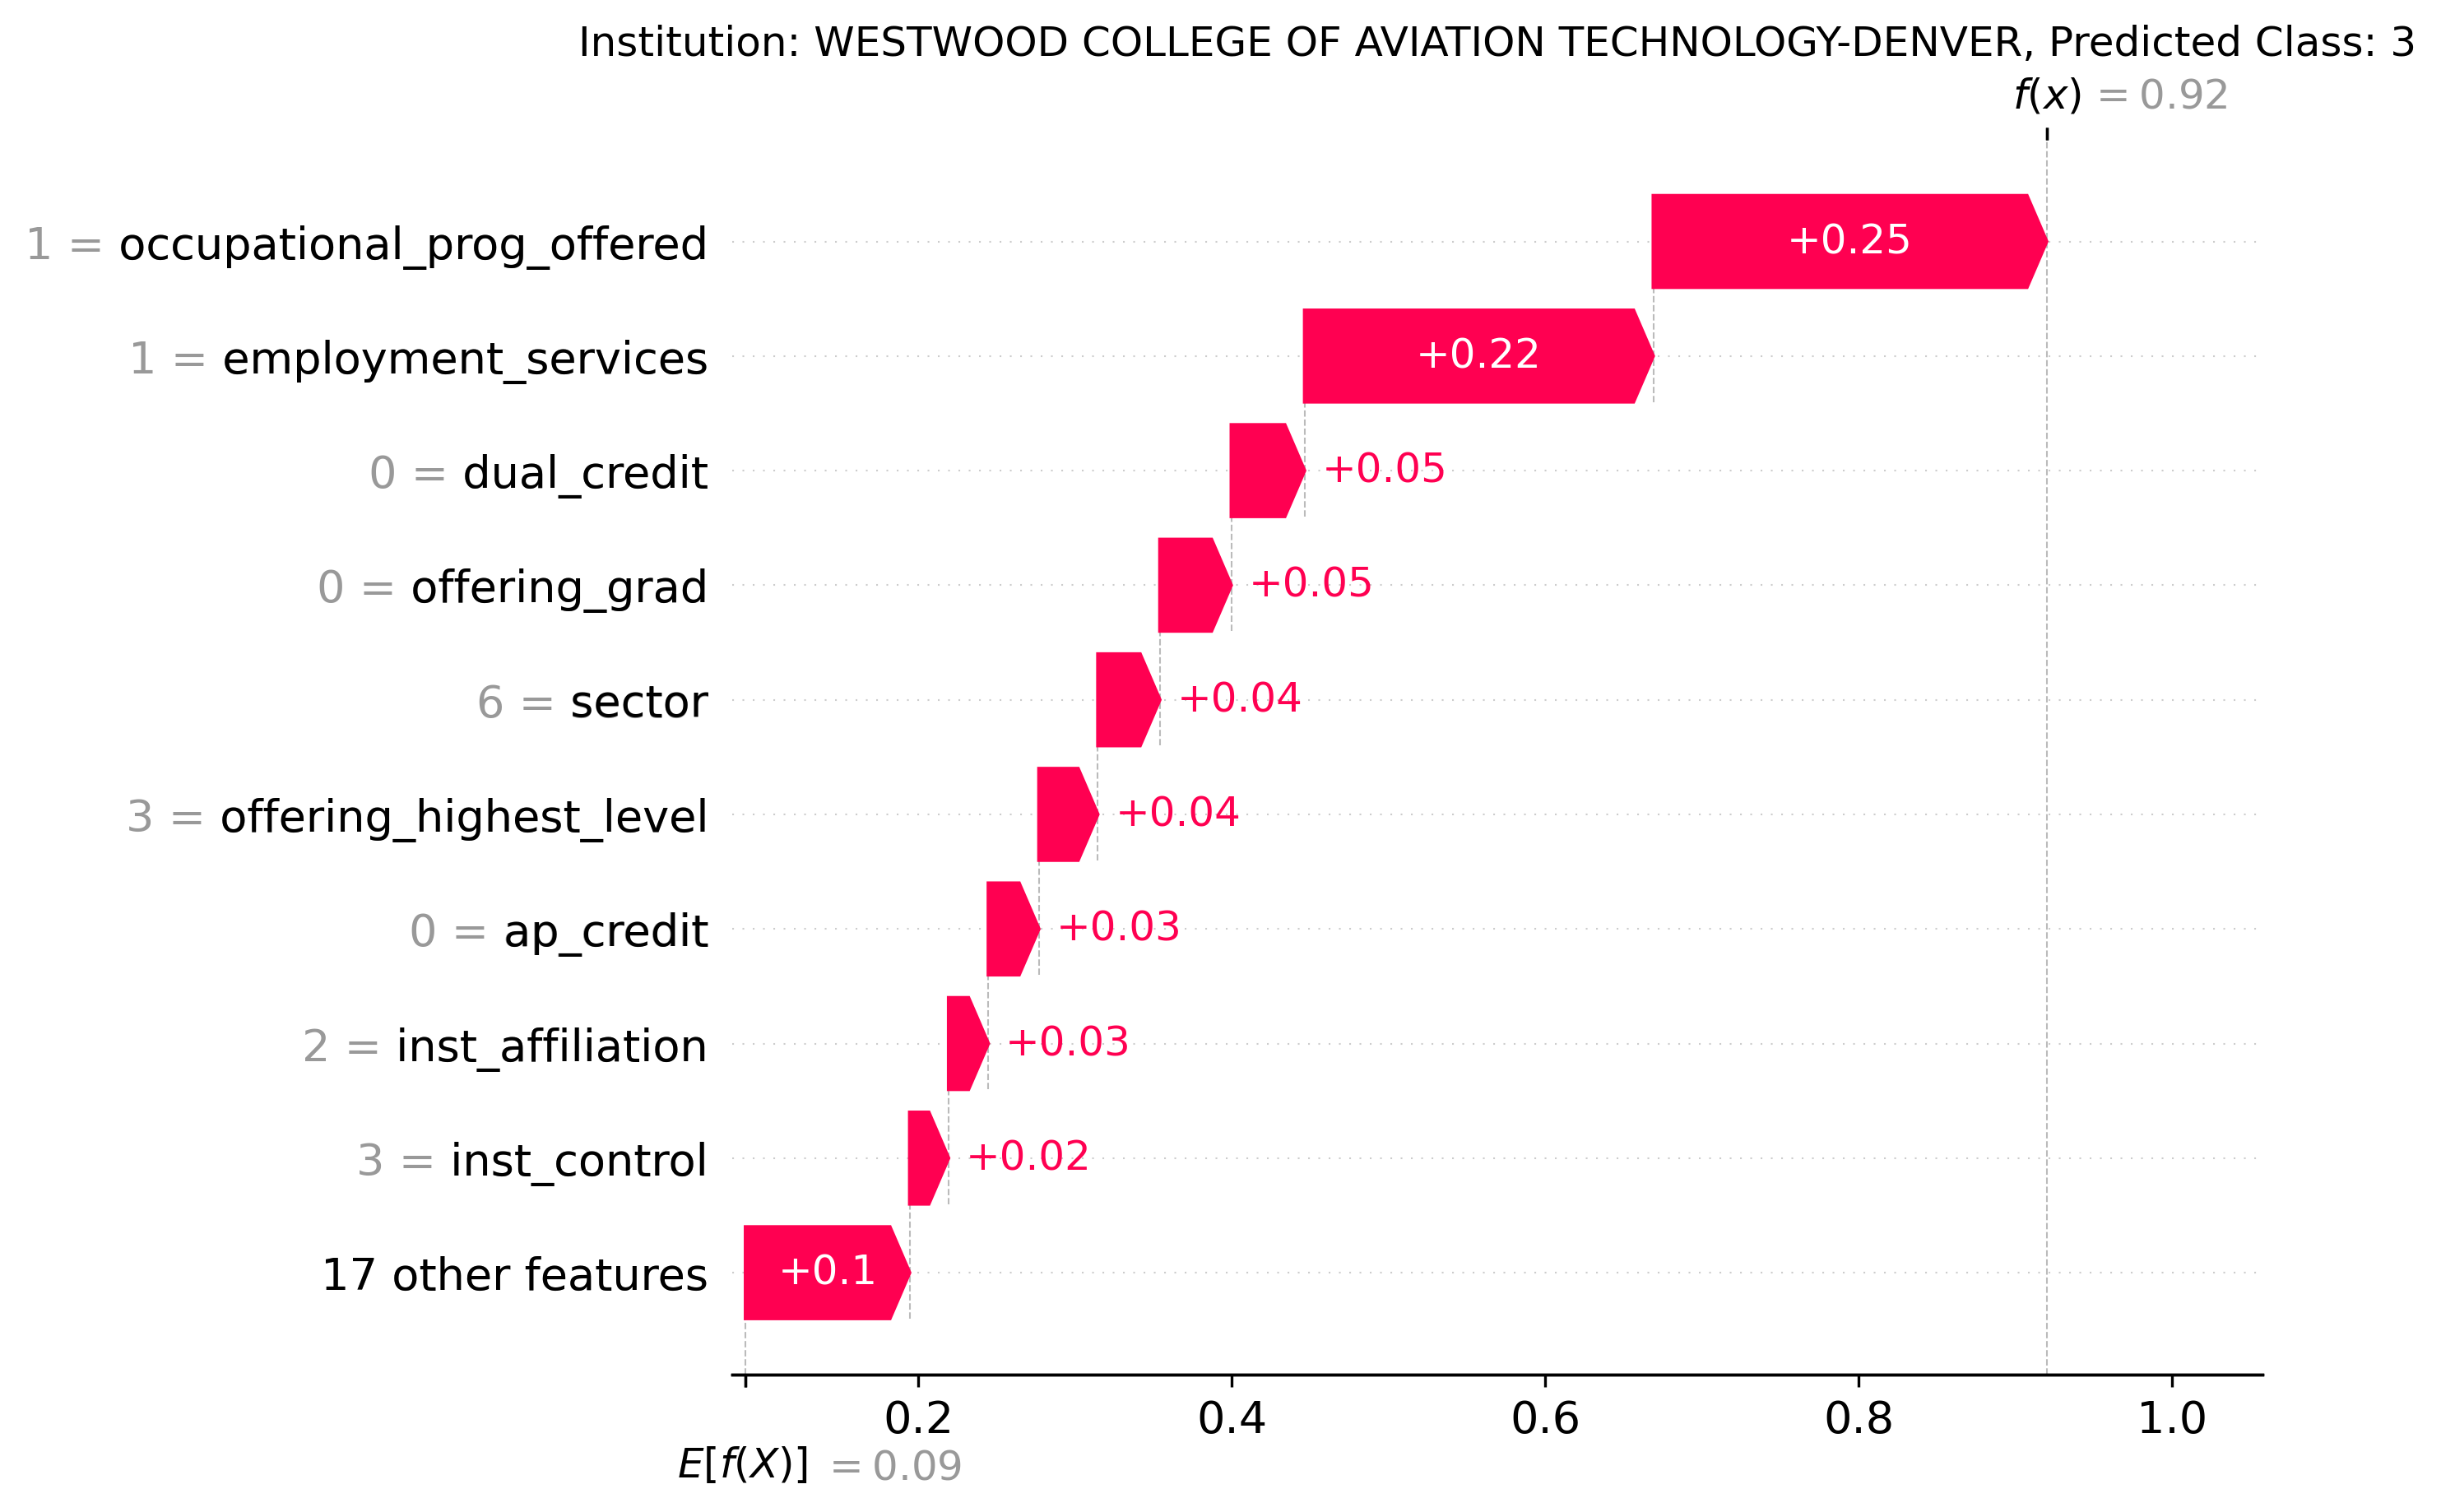 Institution: WESTWOOD COLLEGE OF AVIATION TECHNOLOGY-DENVER, Predicted Class: 3
f(x) = 0.92
1 = occupational_prog_offered +0.25
1 = employment_services +0.22
0 = dual_credit +0.05
0 = offering_grad +0.05
6 = sector +0.04
3 = offering_highest_level +0.04
0 = ap_credit +0.03
2 = inst_affiliation +0.03
3 = inst_control +0.02
17 other features +0.1
0.2 0.4 0.6 0.8 1.0
E[f(X)] = 0.09